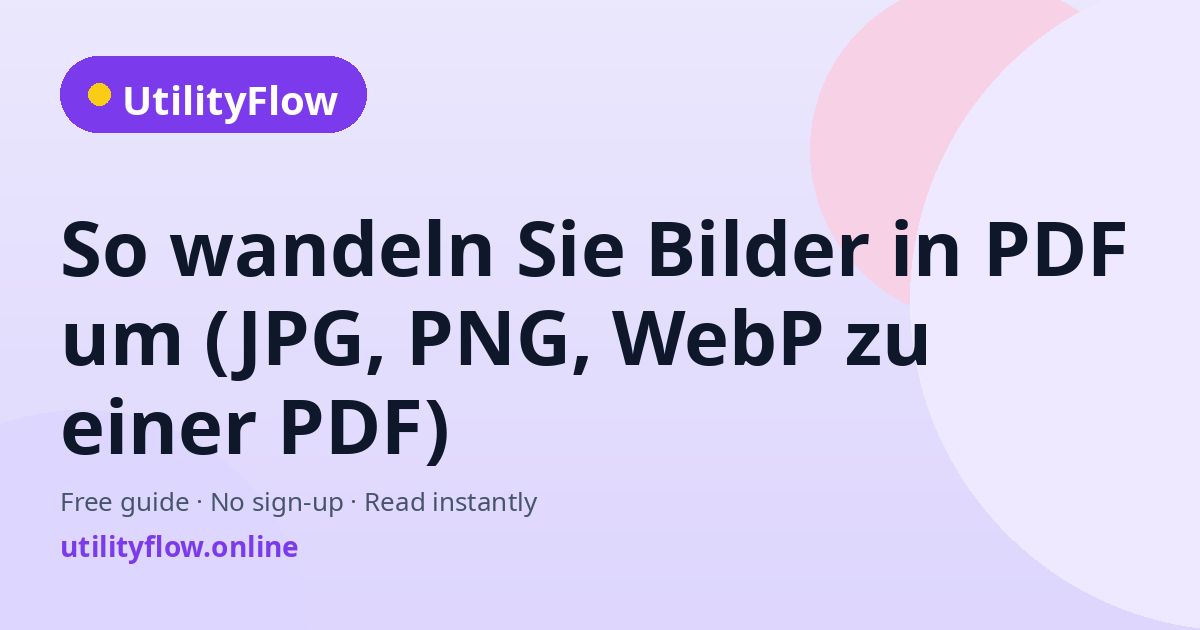 UtilityFlow
So wandeln Sie Bilder in PDF
um (JPG, PNG, WebP zu
einer PDF)
Free guide · No sign-up · Read instantly
utilityflow.online